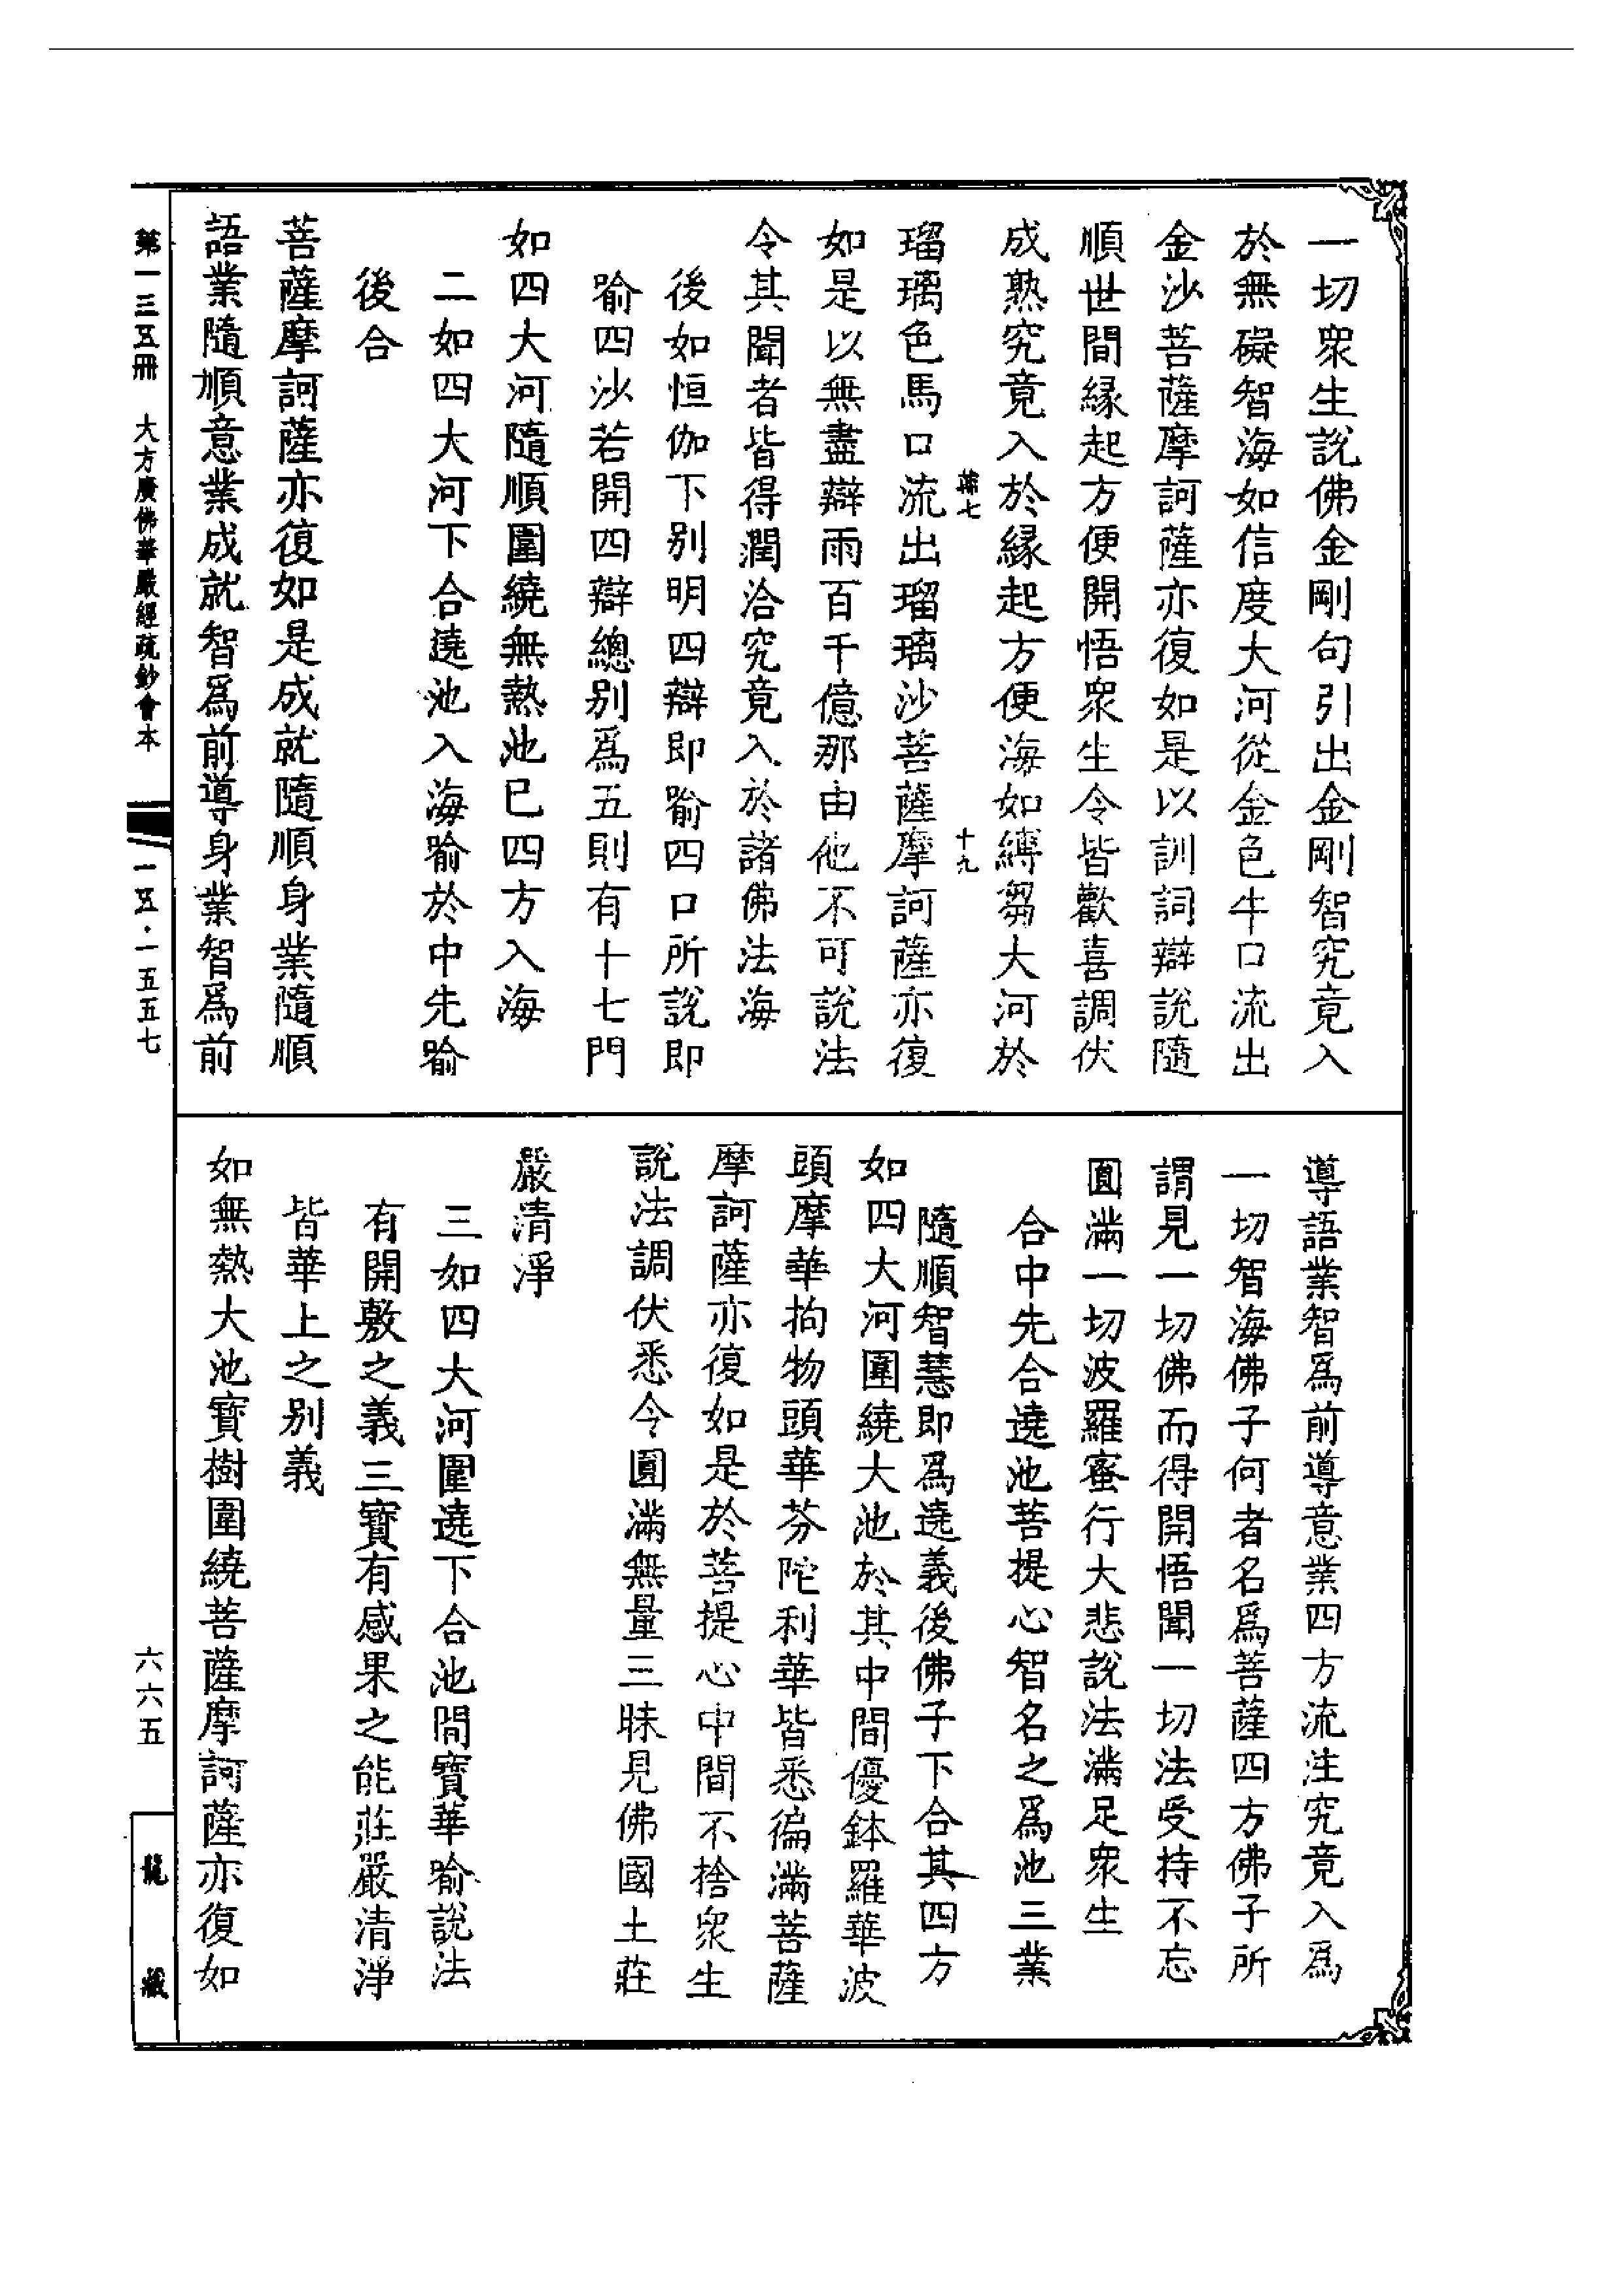 一切衆生說佛金剛句引出金剛智究竟入
於無礙智海如信度大河從金色牛口流出
金沙菩薩摩訶薩亦復如是以訓詞辯說隨
順世間緣起方便開悟衆生令皆歡喜調伏
成熟究竟入於緣起方便海如縛芻大河於
瑠璃色馬口流出瑠璃沙菩薩摩訶薩亦復
如是以無盡辯雨百千億那由他不可說法
令其聞者皆得潤洽究竟入於諸佛法海
後如恒伽下別明四辯即喻四口所說即
喻四沙若開四辯總別爲五則有十七門
如四大河隨順圍繞無熱池已四方入海
二如四大河下合遶池入海喻於中先喻
後合
菩薩摩訶薩亦復如是成就隨順身業隨順
語業隨順意業成就智爲前導身業智爲前
導語業智爲前導意業四方流注究竟入爲
一切智海佛子何者名爲菩薩四方佛子所
謂見一切佛而得開悟聞一切法受持不忘
圓滿一切波羅蜜行大悲說法滿足衆生
合中先合遶池菩提心智名之爲池三業
隨順智慧即爲遶義後佛子下合其四方
如四大河圍繞大池於其中間優鉢羅華波
頭摩華拘物頭華芬陀利華皆悉徧滿菩薩
摩訶薩亦復如是於菩提心中間不捨衆生
說法調伏悉令圓滿無量三昧見佛國土莊
嚴清淨
三如四大河圍遶下合池間寶華喻說法
有開敷之義三寶有感果之能莊嚴清淨
皆華上之別義
如無熱大池寶樹圍繞菩薩摩訶薩亦復如
第一三五冊 大方廣佛華嚴經疏鈔會本
一五·一五五七
六六五
龍藏
十九